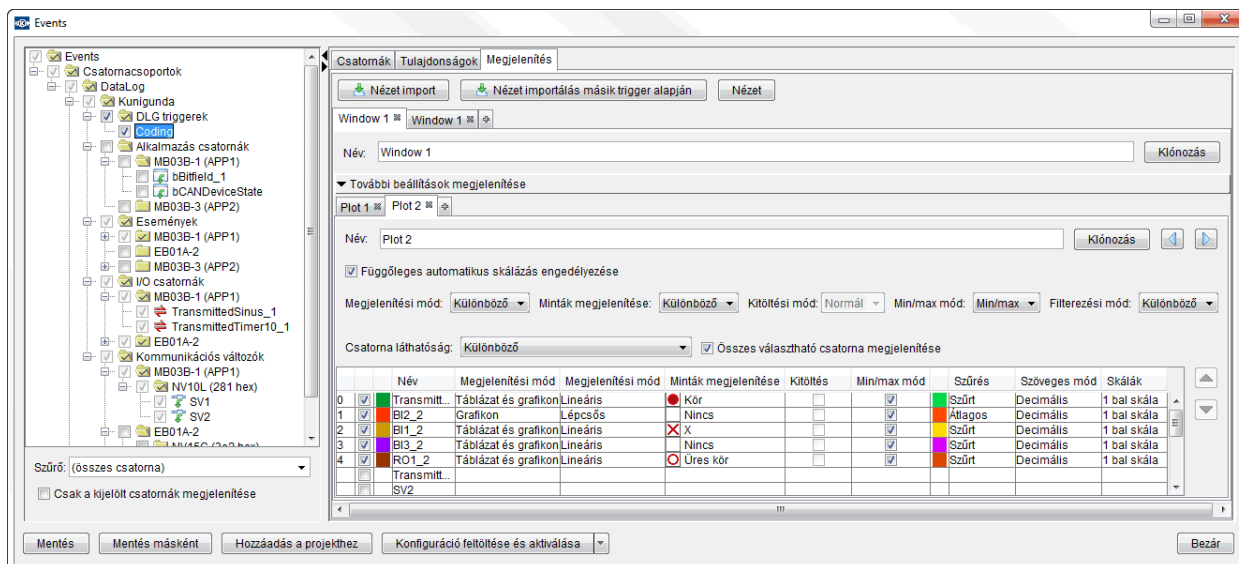 Events
Events
Csatornacsoportok
DataLog
Kunigunda
DLG triggerek
Coding
Alkalmazás csatornák
MB03B-1 (APP1)
bBitfield_1
bCANDeviceState
MB03B-3 (APP2)
Események
MB03B-1 (APP1)
EB01A-2
MB03B-3 (APP2)
I/O csatornák
MB03B-1 (APP1)
TransmittedSinus_1
TransmittedTimer10_1
EB01A-2
Kommunikációs változók
MB03B-1 (APP1)
NV10L (281 hex)
SV1
SV2
EB01A-2
Szűrő: (összes csatorna)
Csak a kijelölt csatornák megjelenítése
Csatornák Tulajdonságok Megjelenítés
Nézet import Nézet importálás másik trigger alapján Nézet
Window 1 Window 1
Név: Window 1 Klónozás
További beállítások megjelenítése
Plot 1 Plot 2
Név: Plot 2 Klónozás
Függőleges automatikus skálázás engedélyezése
Megjelenítési mód: Különböző Minták megjelenítése: Különböző Kitöltési mód: Normál Min/max mód: Min/max Filterezési mód: Különböző
Csatorna láthatóság: Különböző Összes választható csatorna megjelenítése
Név Megjelenítési mód Megjelenítési mód Minták megjelenítése Kitöltés Min/max mód Szűrés Szöveges mód Skálák
0 Transmitt... Táblázat és grafikon Lineáris Kör Szűrt Decimális 1 bal skála
1 BI2_2 Grafikon Lépcsős Nincs Átlagos Decimális 1 bal skála
2 BI1_2 Táblázat és grafikon Lineáris X Szűrt Decimális 1 bal skála
3 BI3_2 Táblázat és grafikon Lineáris Nincs Szűrt Decimális 1 bal skála
4 RO1_2 Táblázat és grafikon Lineáris Üres kör Szűrt Decimális 1 bal skála
Transmitt...
SV2
Mentés Mentés másként Hozzáadás a projekthez Konfiguráció feltöltése és aktiválása Bezár